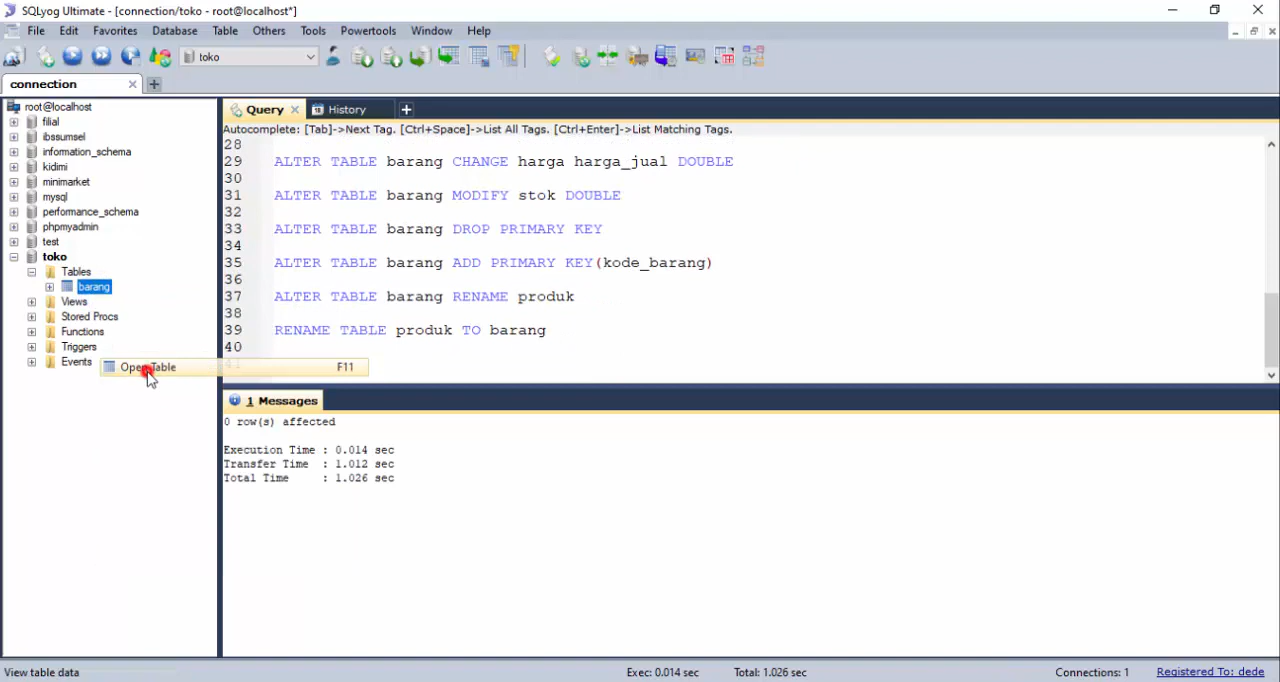 SQLyog Ultimate - [connection/toko - root@localhost*]
File Edit Favorites Database Table Others Tools Powertools Window Help
toko
connection
root@localhost
filial
ibssumsel
information_schema
kidimi
minimarket
mysql
performance_schema
phpmyadmin
test
toko
Tables
barang
Views
Stored Procs
Functions
Triggers
Events
Open Table F11
Query History
Autocomplete: [Tab]->Next Tag. [Ctrl+Space]->List All Tags. [Ctrl+Enter]->List Matching Tags.
28
29 ALTER TABLE barang CHANGE harga harga_jual DOUBLE
30
31 ALTER TABLE barang MODIFY stok DOUBLE
32
33 ALTER TABLE barang DROP PRIMARY KEY
34
35 ALTER TABLE barang ADD PRIMARY KEY(kode_barang)
36
37 ALTER TABLE barang RENAME produk
38
39 RENAME TABLE produk TO barang
40
41
1 Messages
0 row(s) affected
Execution Time : 0.014 sec
Transfer Time : 1.012 sec
Total Time : 1.026 sec
View table data
Exec: 0.014 sec
Total: 1.026 sec
Connections: 1
Registered To: dede